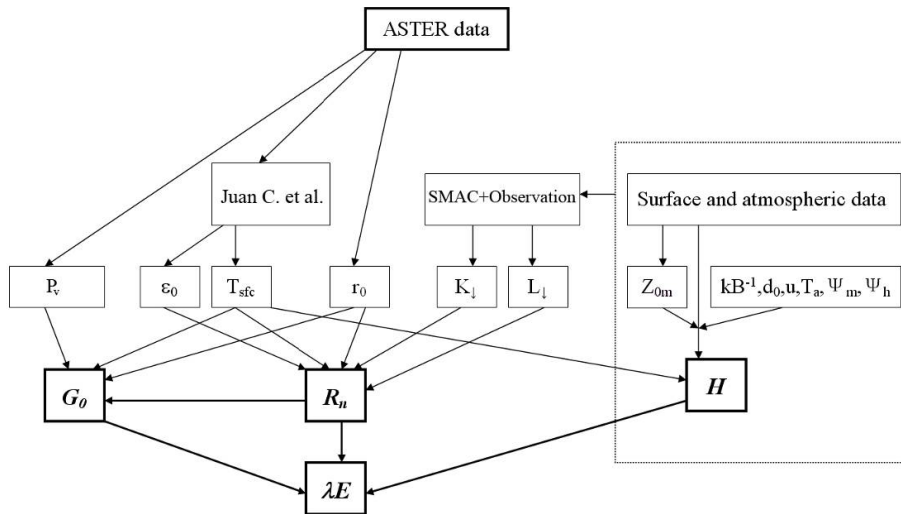 ASTER data
Juan C. et al.
SMAC+Observation
Surface and atmospheric data
Pᵥ
ε₀
T_sfc
r₀
K↓
L↓
Z₀ₘ
kB⁻¹,d₀,u,Tₐ,Ψₘ,Ψₕ
G₀
Rₙ
H
λE